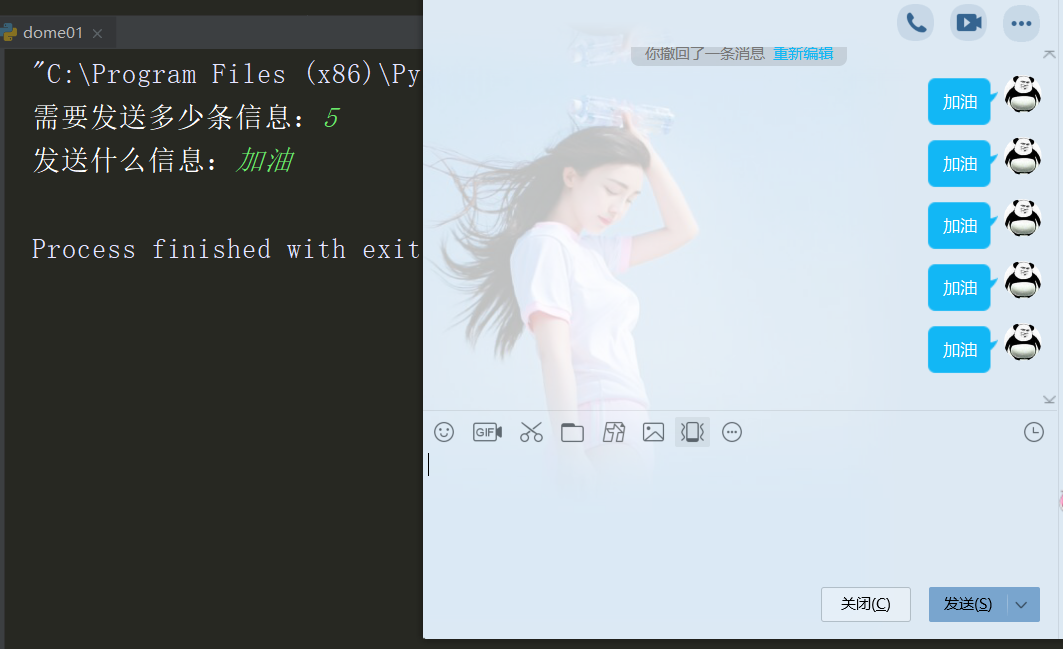 dome01
"C:\Program Files (x86)\Py
需要发送多少条信息：5
发送什么信息：加油
Process finished with exit
你撤回了一条消息 重新编辑
加油
加油
加油
加油
加油
GIF
关闭(C)
发送(S)